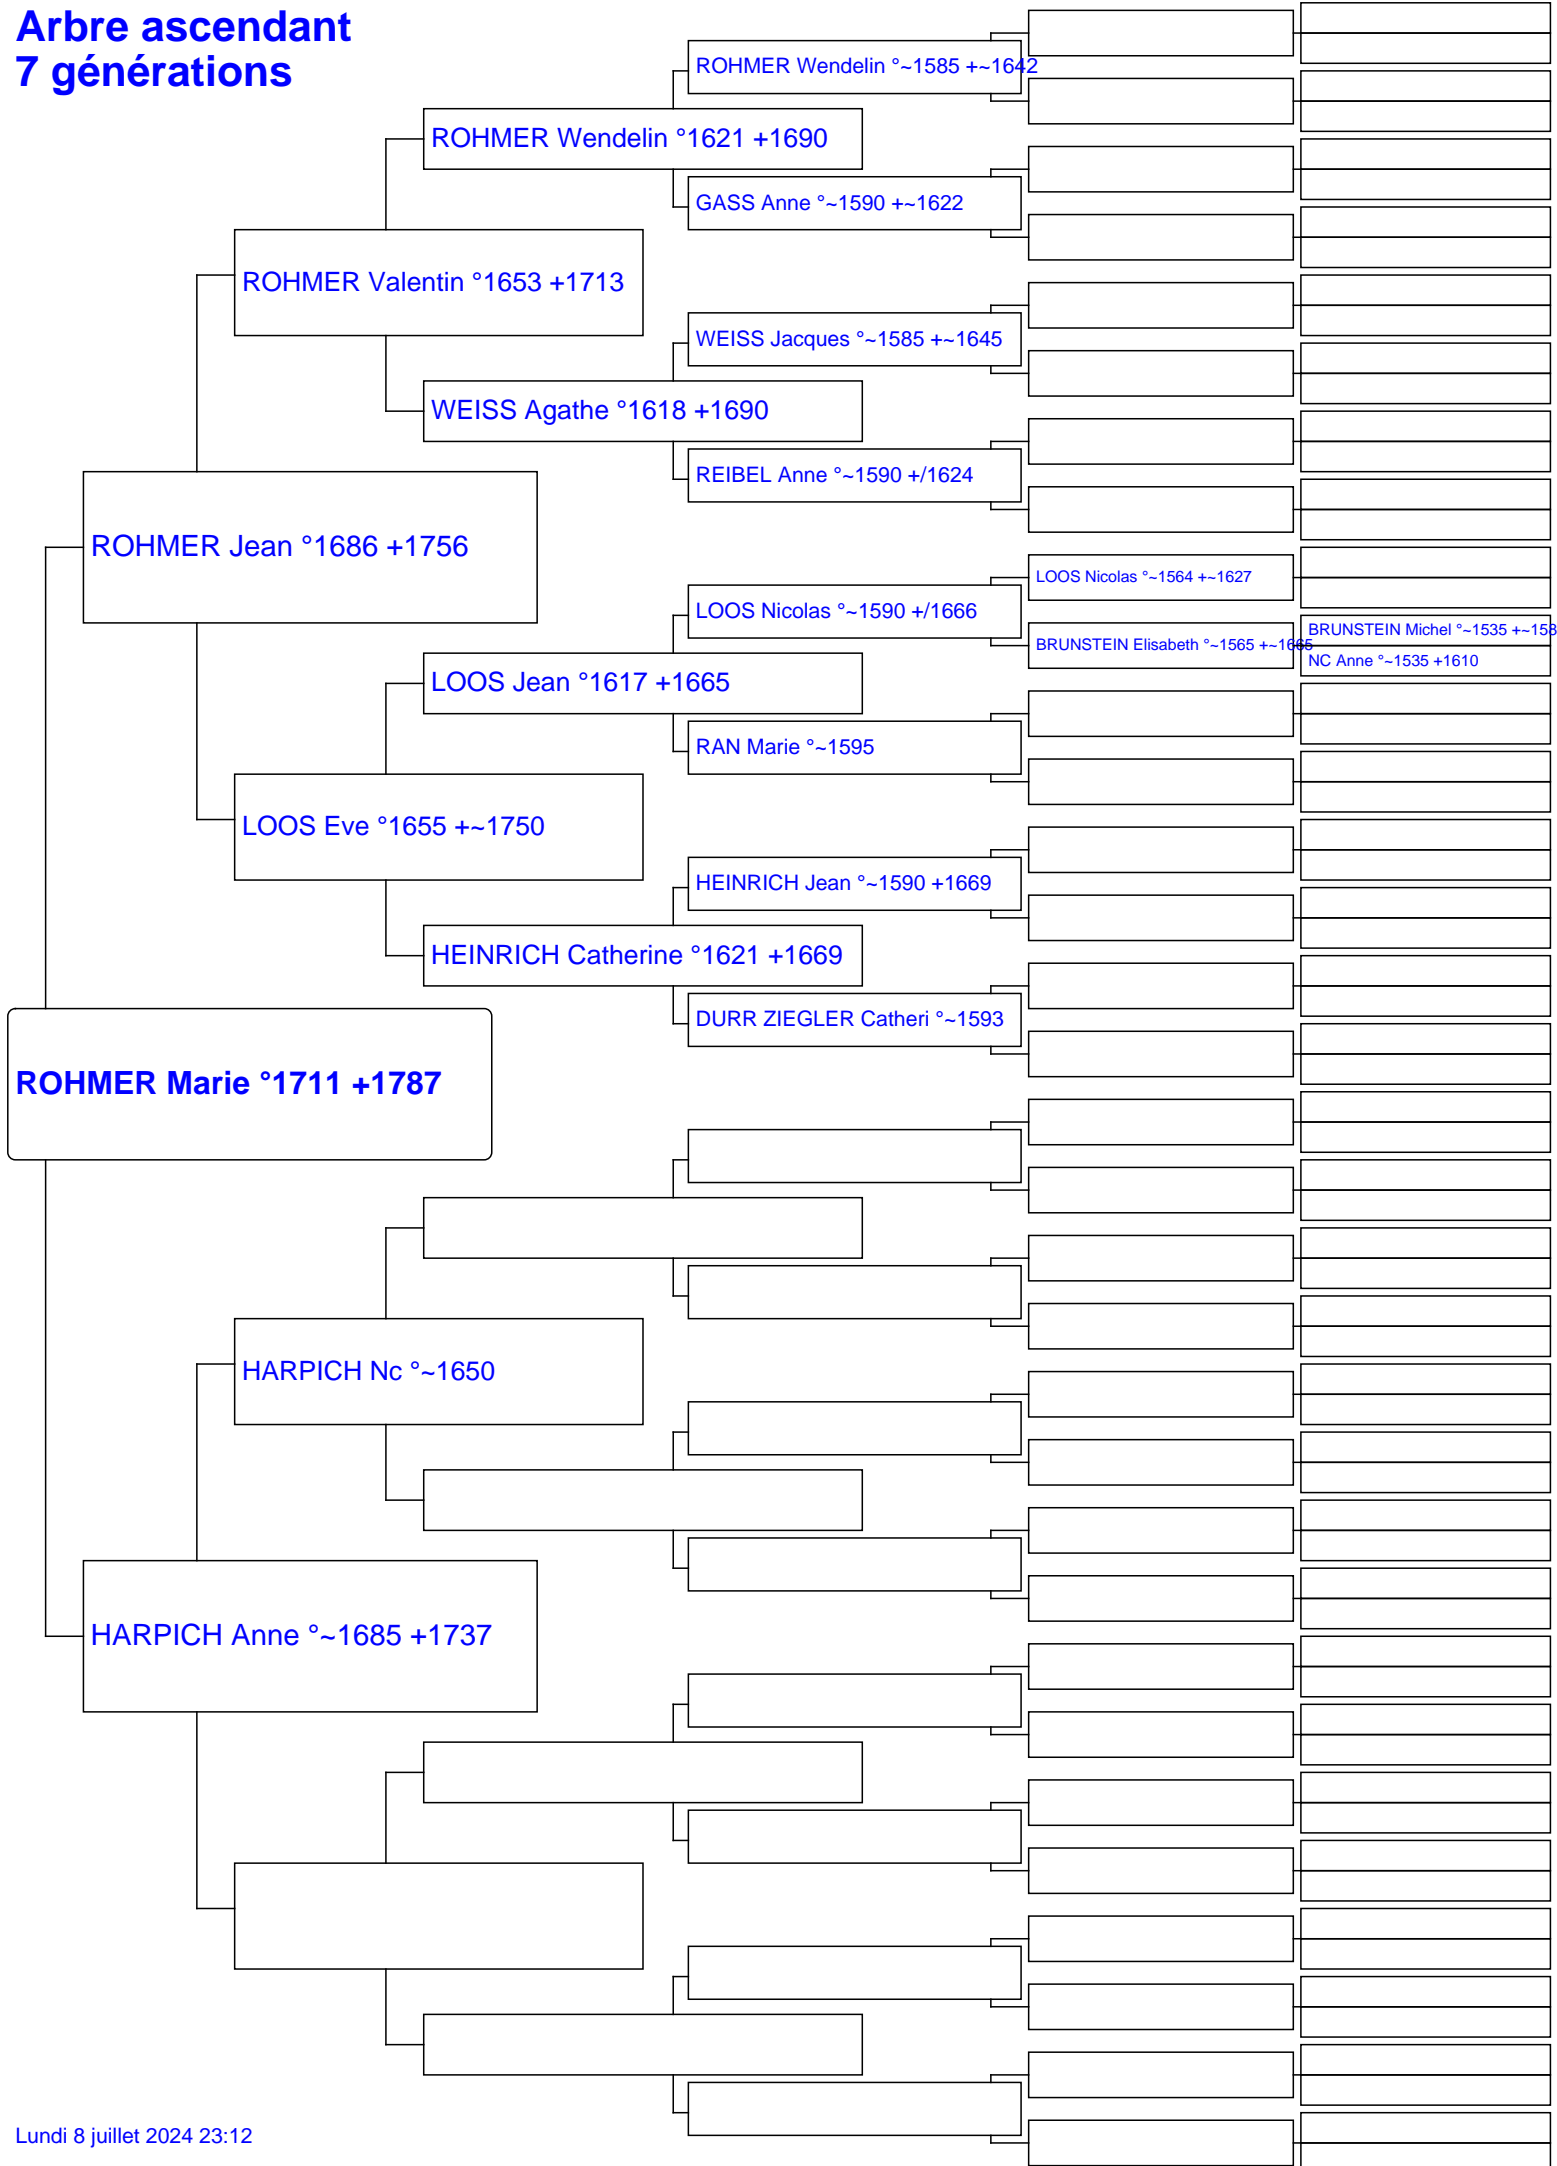 Arbre ascendant
7 générations
ROHMER Wendelin °~1585 +~1642
ROHMER Wendelin °1621 +1690
GASS Anne °~1590 +~1622
ROHMER Valentin °1653 +1713
WEISS Jacques °~1585 +~1645
WEISS Agathe °1618 +1690
REIBEL Anne °~1590 +/1624
ROHMER Jean °1686 +1756
LOOS Nicolas °~1564 +~1627
LOOS Nicolas °~1590 +/1666
BRUNSTEIN Michel °~1535 +~158
BRUNSTEIN Elisabeth °~1565 +~1665
NC Anne °~1535 +1610
LOOS Jean °1617 +1665
RAN Marie °~1595
LOOS Eve °1655 +~1750
HEINRICH Jean °~1590 +1669
HEINRICH Catherine °1621 +1669
DURR ZIEGLER Catheri °~1593
ROHMER Marie °1711 +1787
HARPICH Nc °~1650
HARPICH Anne °~1685 +1737
Lundi 8 juillet 2024 23:12